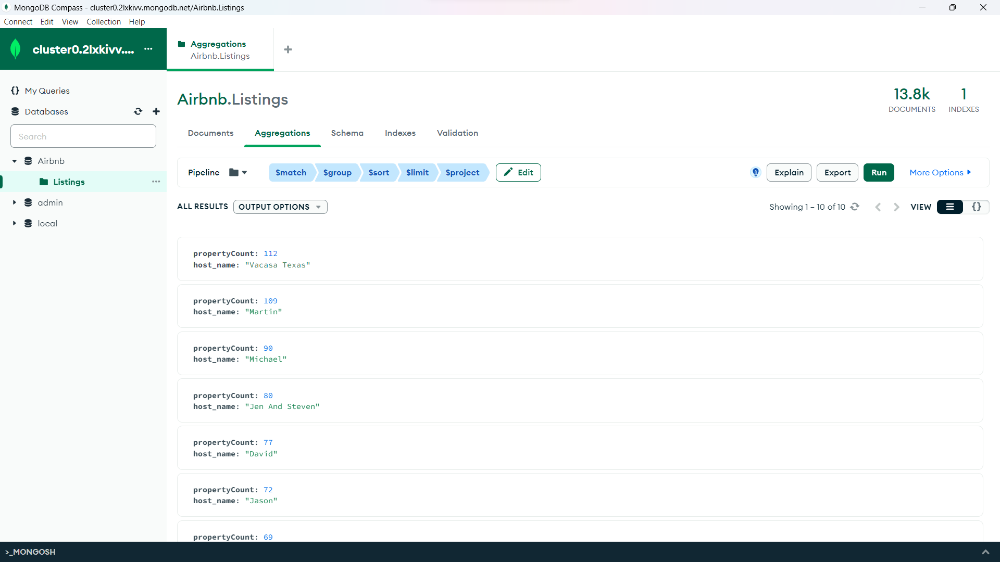 MongoDB Compass - cluster0.2lxkivv.mongodb.net/Airbnb.Listings
Connect Edit View Collection Help
cluster0.2lxkivv.... ...
Aggregations
Airbnb.Listings
{} My Queries
Databases
Search
Airbnb
Listings
admin
local
Airbnb.Listings
13.8k
DOCUMENTS
1
INDEXES
Documents Aggregations Schema Indexes Validation
Pipeline $match $group $sort $limit $project Edit Explain Export Run More Options
ALL RESULTS OUTPUT OPTIONS Showing 1 – 10 of 10 VIEW {}
propertyCount: 112
host_name: "Vacasa Texas"
propertyCount: 109
host_name: "Martin"
propertyCount: 90
host_name: "Michael"
propertyCount: 80
host_name: "Jen And Steven"
propertyCount: 77
host_name: "David"
propertyCount: 72
host_name: "Jason"
propertyCount: 69
>_MONGOSH